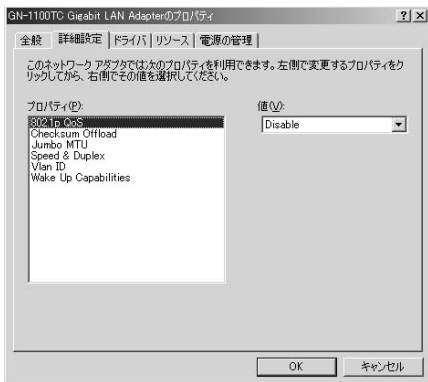 GN-1100TC Gigabit LAN Adapterのプロパティ
全般 詳細設定 ドライバ リソース 電源の管理
このネットワーク アダプタでは次のプロパティを利用できます。左側で変更するプロパティをク
リックしてから、右側でその値を選択してください。
プロパティ(P): 値(V):
8021p QoS Disable
Checksum Offload
Jumbo MTU
Speed & Duplex
Vlan ID
Wake Up Capabilities
OK キャンセル